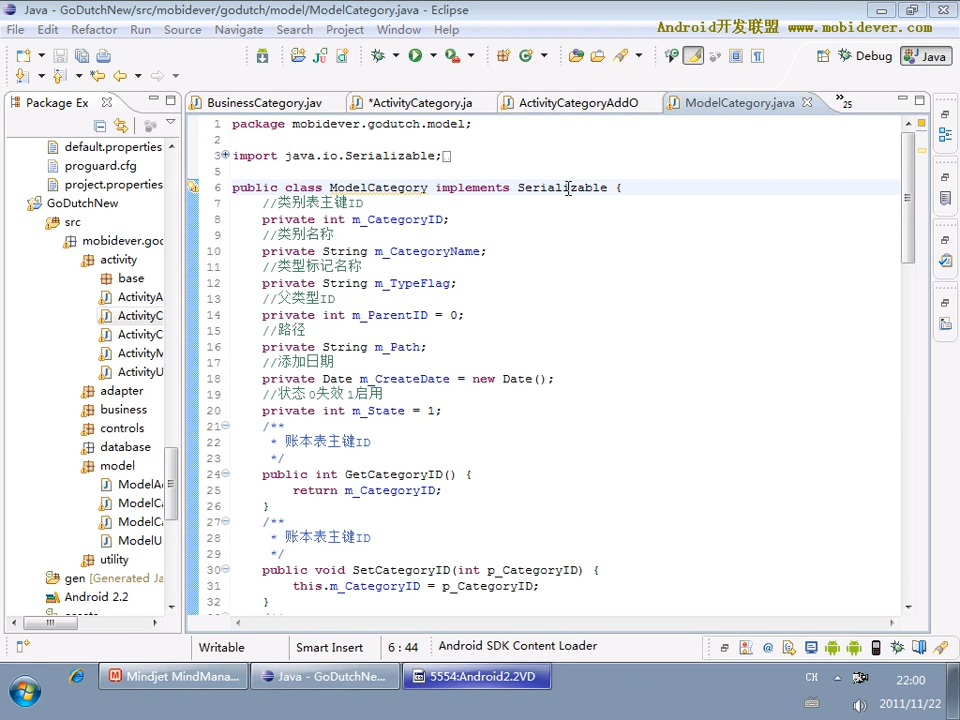 Java - GoDutchNew/src/mobidever/godutch/model/ModelCategory.java - Eclipse
File Edit Refactor Run Source Navigate Search Project Window Help
Android开发联盟 www.mobidever.com
Debug Java
Package Ex
BusinessCategory.jav *ActivityCategory.ja ActivityCategoryAddO ModelCategory.java 25
default.properties
proguard.cfg
project.properties
GoDutchNew
src
mobidever.god
activity
base
ActivityA
ActivityC
ActivityC
ActivityM
ActivityU
adapter
business
controls
database
model
ModelAc
ModelCa
ModelCa
ModelU
utility
gen [Generated Ja
Android 2.2
1 package mobidever.godutch.model;
2
3 import java.io.Serializable;
5
6 public class ModelCategory implements Serializable {
7 //类别表主键ID
8 private int m_CategoryID;
9 //类别名称
10 private String m_CategoryName;
11 //类型标记名称
12 private String m_TypeFlag;
13 //父类型ID
14 private int m_ParentID = 0;
15 //路径
16 private String m_Path;
17 //添加日期
18 private Date m_CreateDate = new Date();
19 //状态 0失效 1启用
20 private int m_State = 1;
21 /**
22 * 账本表主键ID
23 */
24 public int GetCategoryID() {
25 return m_CategoryID;
26 }
27 /**
28 * 账本表主键ID
29 */
30 public void SetCategoryID(int p_CategoryID) {
31 this.m_CategoryID = p_CategoryID;
32 }
Writable Smart Insert 6 : 44 Android SDK Content Loader
Mindjet MindMana... Java - GoDutchNe... 5554:Android2.2VD CH 22:00
2011/11/22